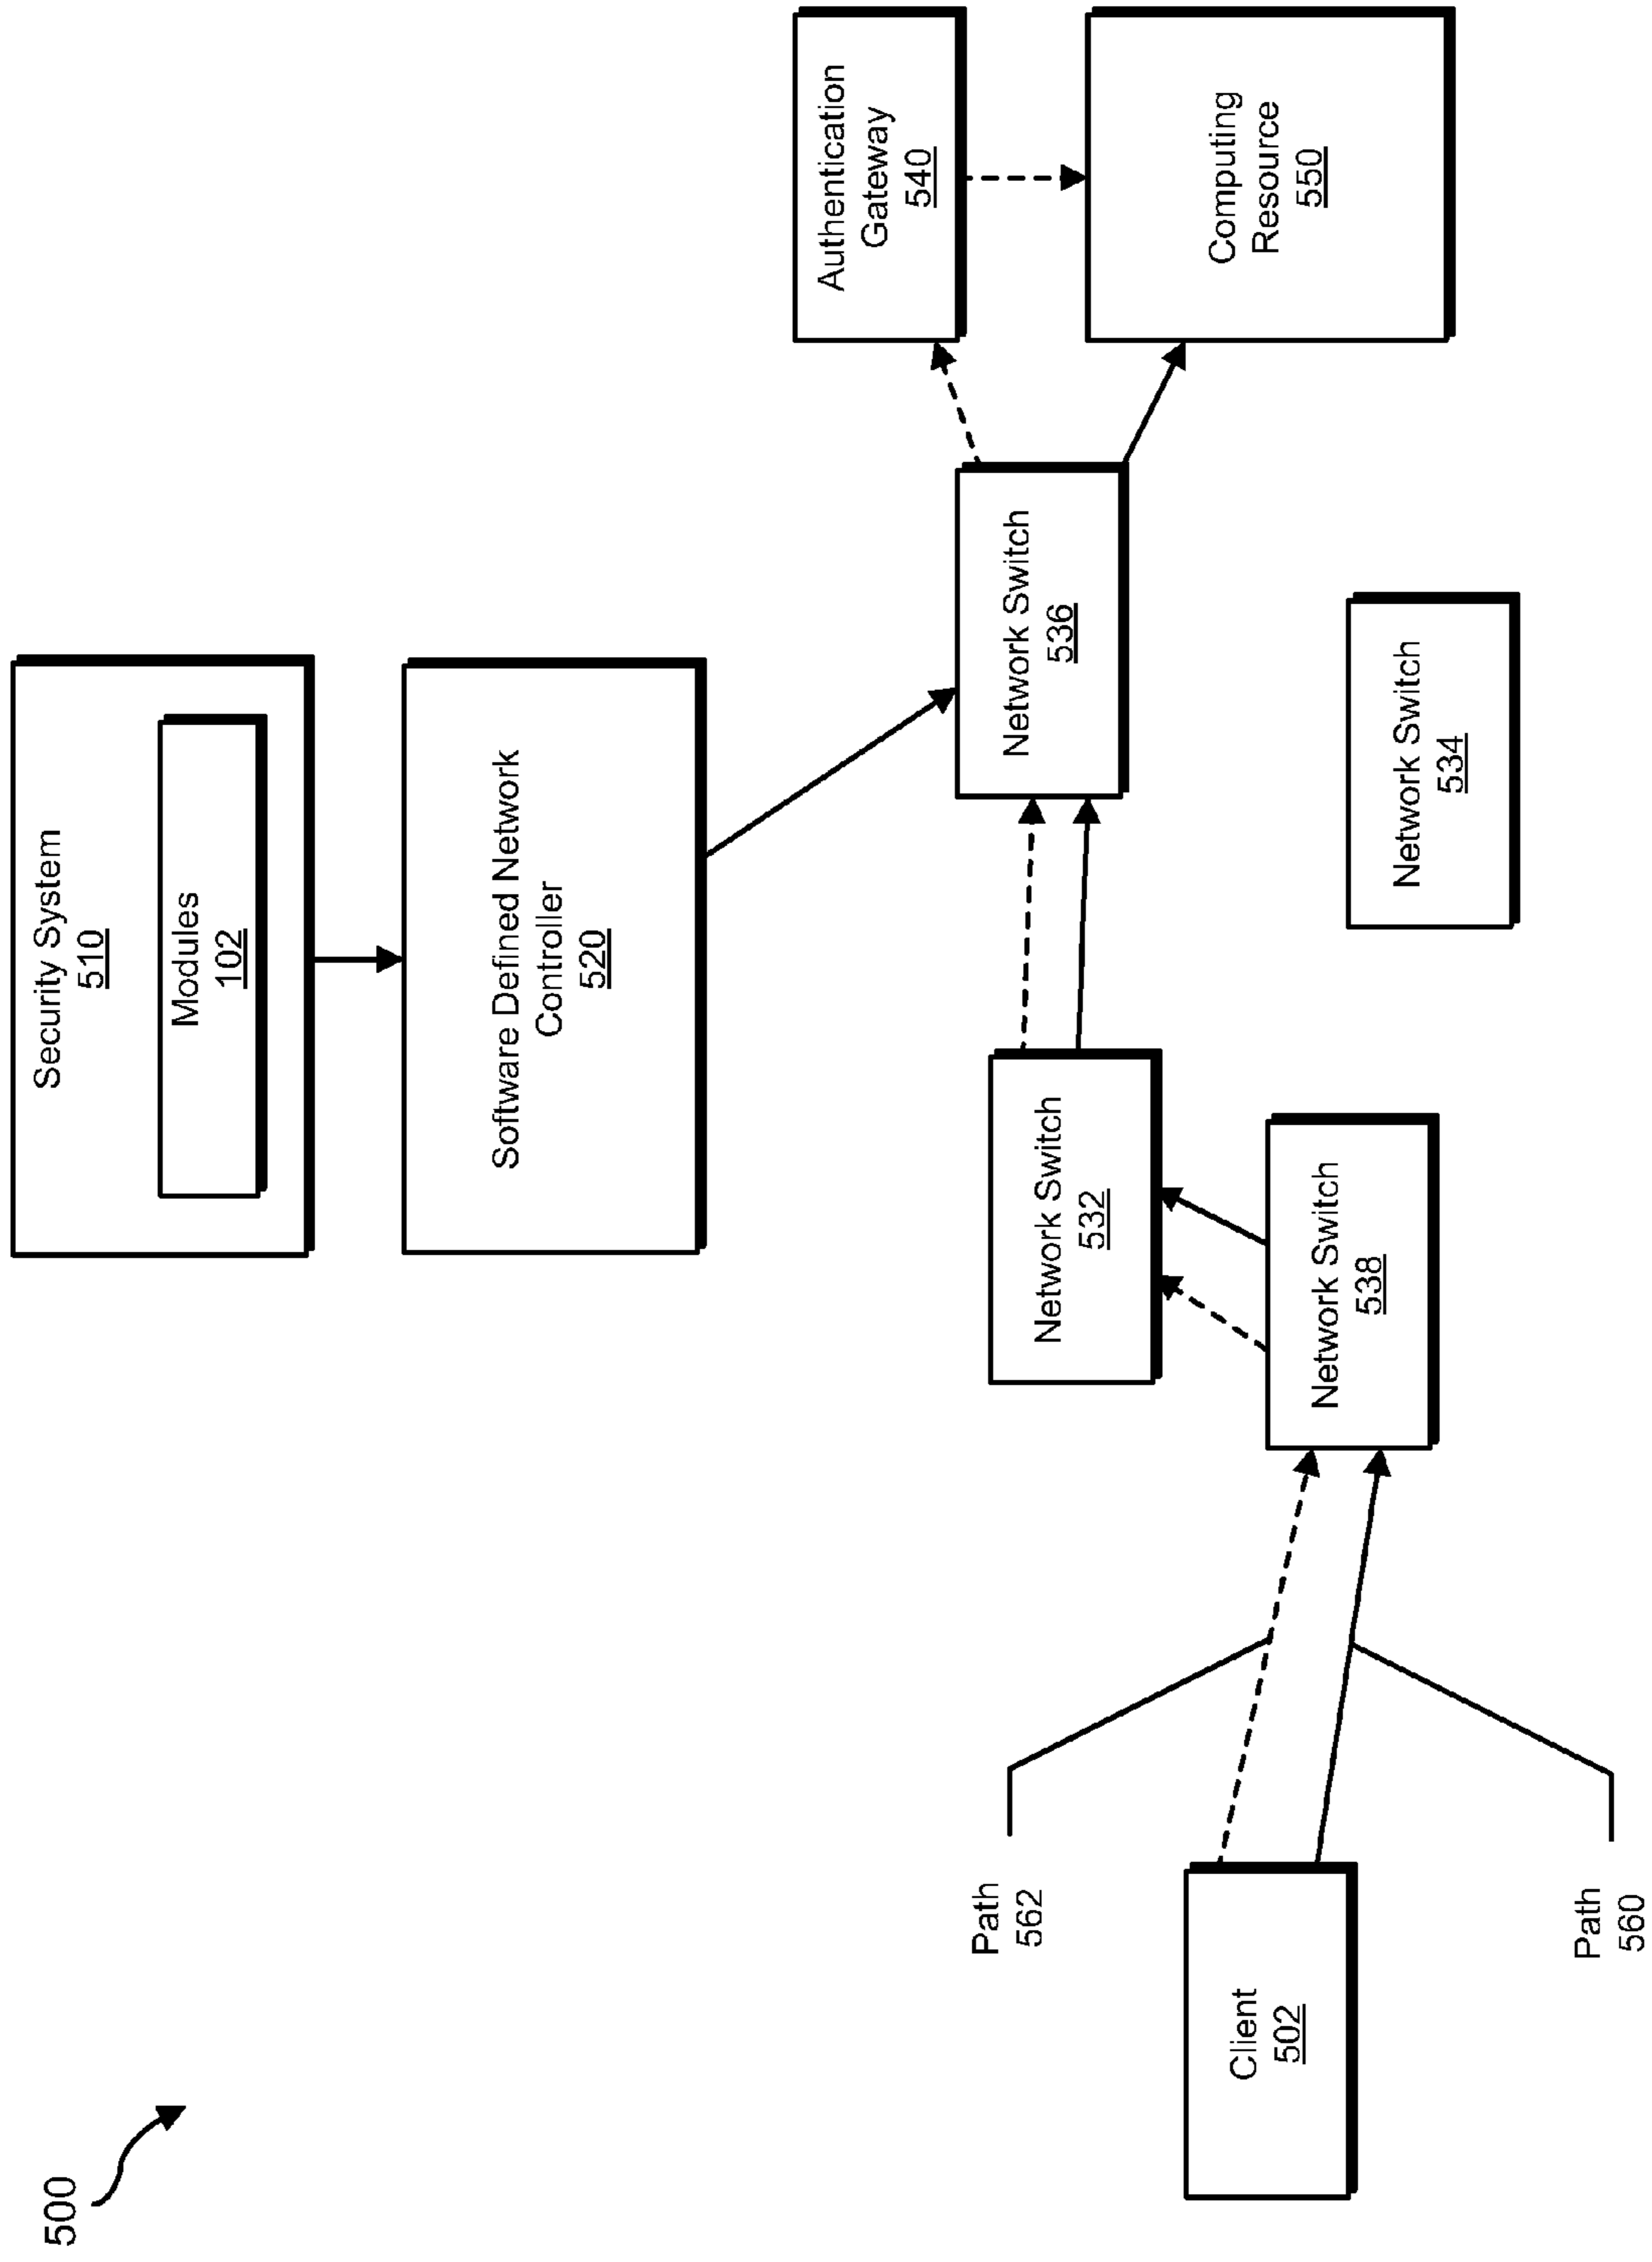 500
Security System
510
Modules
102
Software Defined Network
Controller
520
Authentication
Gateway
540
Network Switch
536
Computing
Resource
550
Network Switch
532
Network Switch
534
Network Switch
538
Path
562
Client
502
Path
560